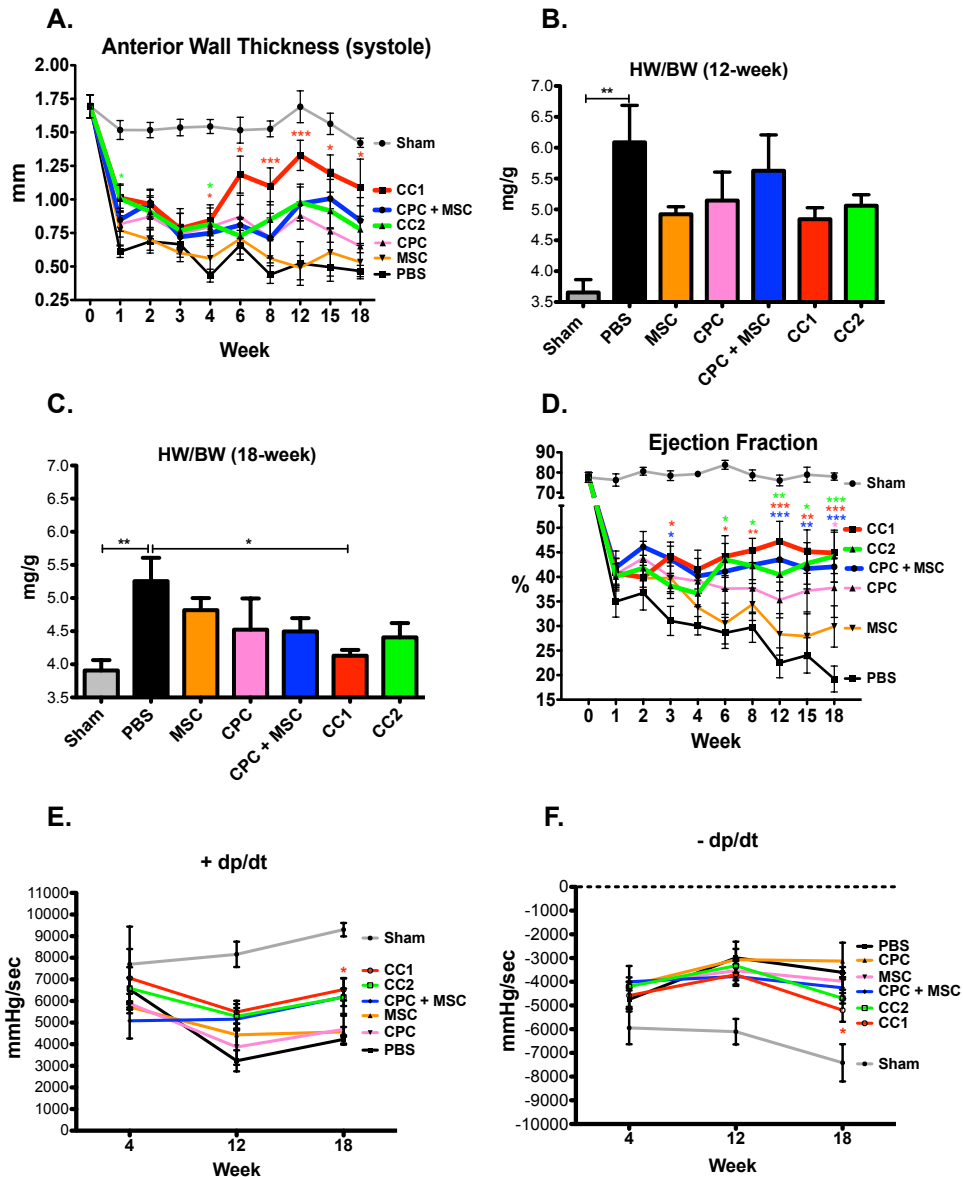 A.
Anterior Wall Thickness (systole)
2.00
1.75
1.50
1.25
1.00
0.75
0.50
0.25
mm
* * * * *** *** * *
Sham
CC1
CPC + MSC
CC2
CPC
MSC
PBS
0 1 2 3 4 6 8 12 15 18
Week
B.
HW/BW (12-week)
**
7.0
6.5
6.0
5.5
5.0
4.5
4.0
3.5
mg/g
Sham PBS MSC CPC CPC + MSC CC1 CC2
C.
HW/BW (18-week)
** *
7.0
6.5
6.0
5.5
5.0
4.5
4.0
3.5
mg/g
Sham PBS MSC CPC CPC + MSC CC1 CC2
D.
Ejection Fraction
90
80
70
45
40
35
30
25
20
15
%
** * ***
* * * *** ** ***
* * ** *** ** ***
*
Sham
CC1
CC2
CPC + MSC
CPC
MSC
PBS
0 1 2 3 4 6 8 12 15 18
Week
E.
+ dp/dt
11000
10000
9000
8000
7000
6000
5000
4000
3000
2000
1000
0
mmHg/sec
*
Sham
CC1
CC2
CPC + MSC
MSC
CPC
PBS
4 12 18
Week
F.
- dp/dt
0
-1000
-2000
-3000
-4000
-5000
-6000
-7000
-8000
-9000
-10000
mmHg/sec
PBS
CPC
MSC
CPC + MSC
CC2
CC1
*
Sham
4 12 18
Week